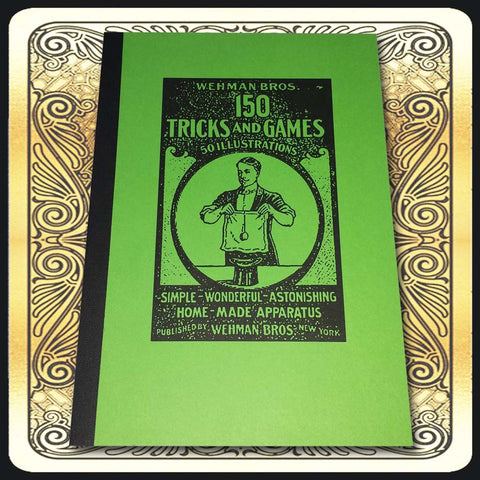 WEHMAN BROS.
150
TRICKS AND GAMES
50 ILLUSTRATIONS
SIMPLE-WONDERFUL-ASTONISHING
HOME-MADE APPARATUS
PUBLISHED BY WEHMAN BROS. NEW YORK